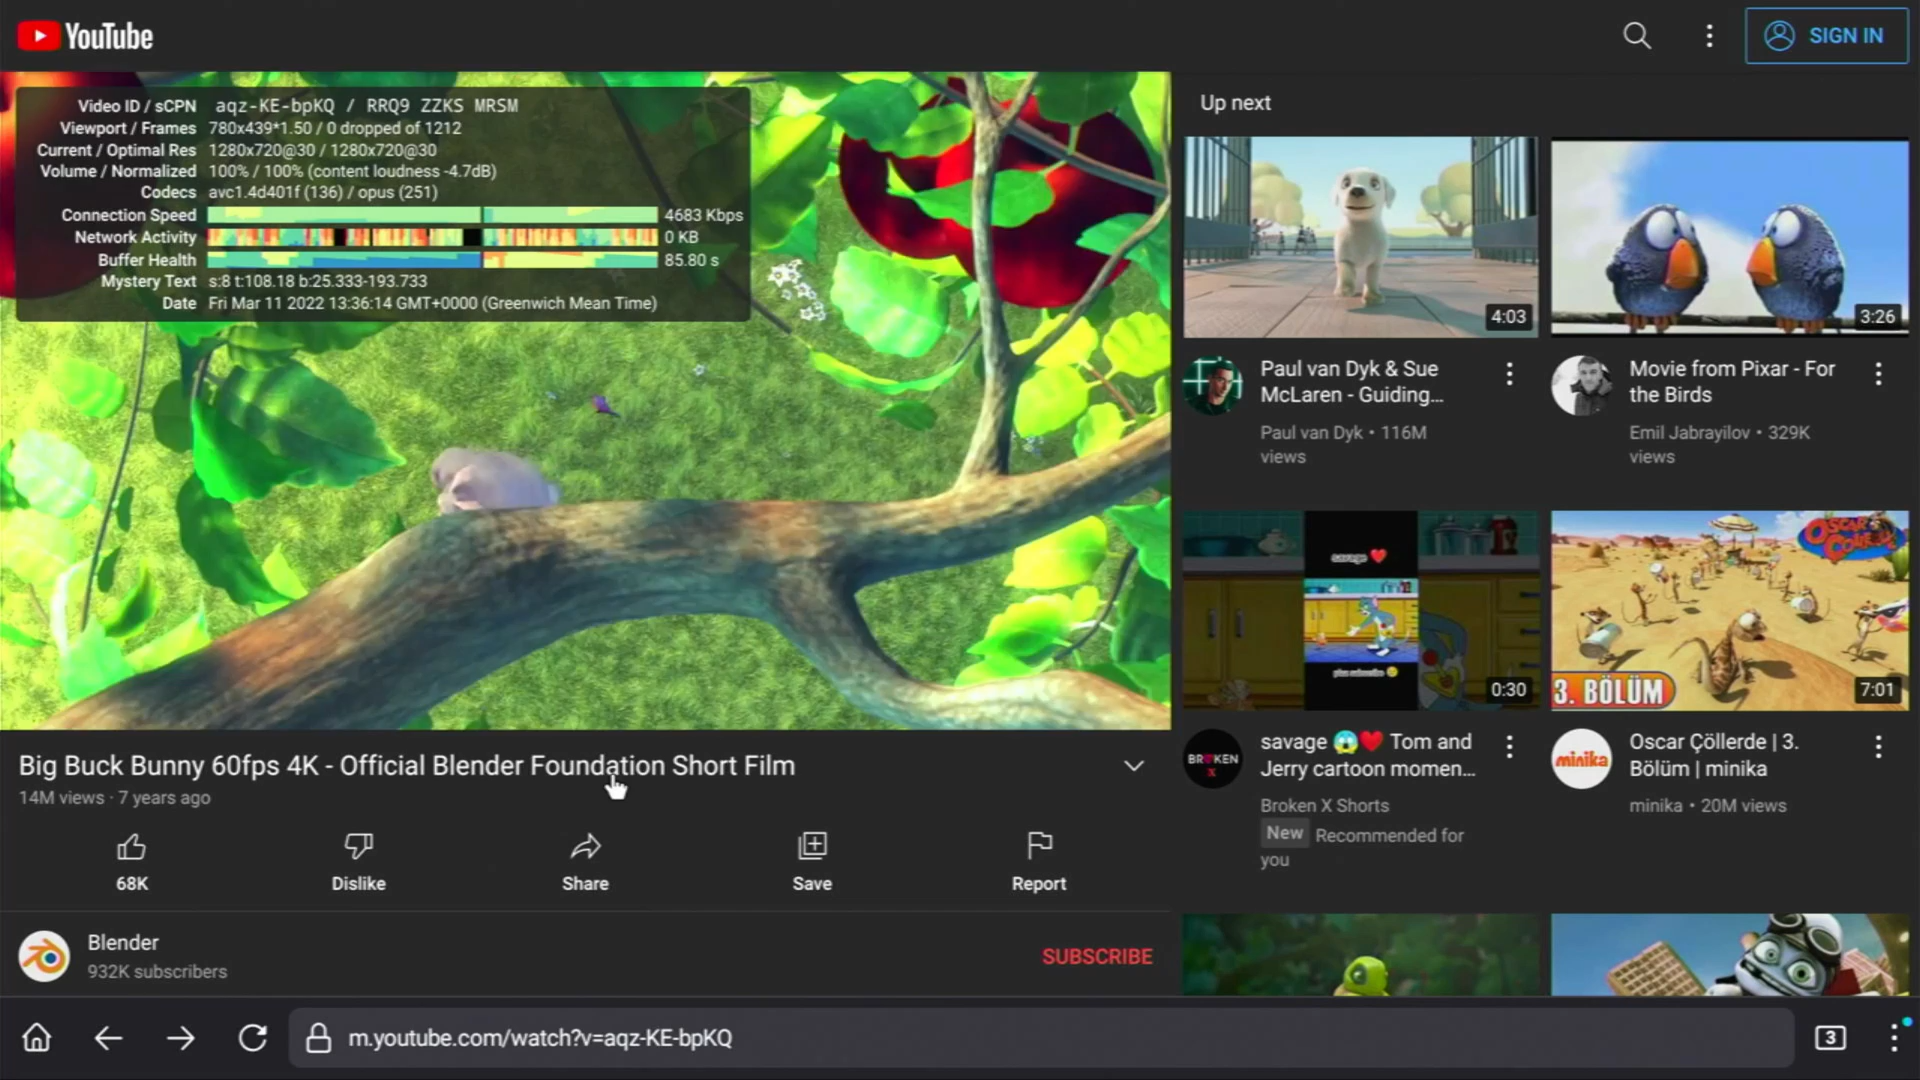 YouTube
SIGN IN
Video ID / sCPN aqz-KE-bpKQ / RRQ9 ZZKS MRSM
Viewport / Frames 780x439*1.50 / 0 dropped of 1212
Current / Optimal Res 1280x720@30 / 1280x720@30
Volume / Normalized 100% / 100% (content loudness -4.7dB)
Codecs avc1.4d401f (136) / opus (251)
Connection Speed 4683 Kbps
Network Activity 0 KB
Buffer Health 85.80 s
Mystery Text s:8 t:108.18 b:25.333-193.733
Date Fri Mar 11 2022 13:36:14 GMT+0000 (Greenwich Mean Time)
Big Buck Bunny 60fps 4K - Official Blender Foundation Short Film
14M views · 7 years ago
68K
Dislike
Share
Save
Report
Blender
932K subscribers
SUBSCRIBE
Up next
4:03
Paul van Dyk & Sue
McLaren - Guiding...
Paul van Dyk • 116M
views
3:26
Movie from Pixar - For
the Birds
Emil Jabrayilov • 329K
views
savage ❤️
0:30
BROKEN
X
savage 😱❤️ Tom and
Jerry cartoon momen...
Broken X Shorts
New Recommended for
you
OSCAR
3. BÖLÜM
7:01
minika
Oscar Çöllerde | 3.
Bölüm | minika
minika • 20M views
m.youtube.com/watch?v=aqz-KE-bpKQ
3